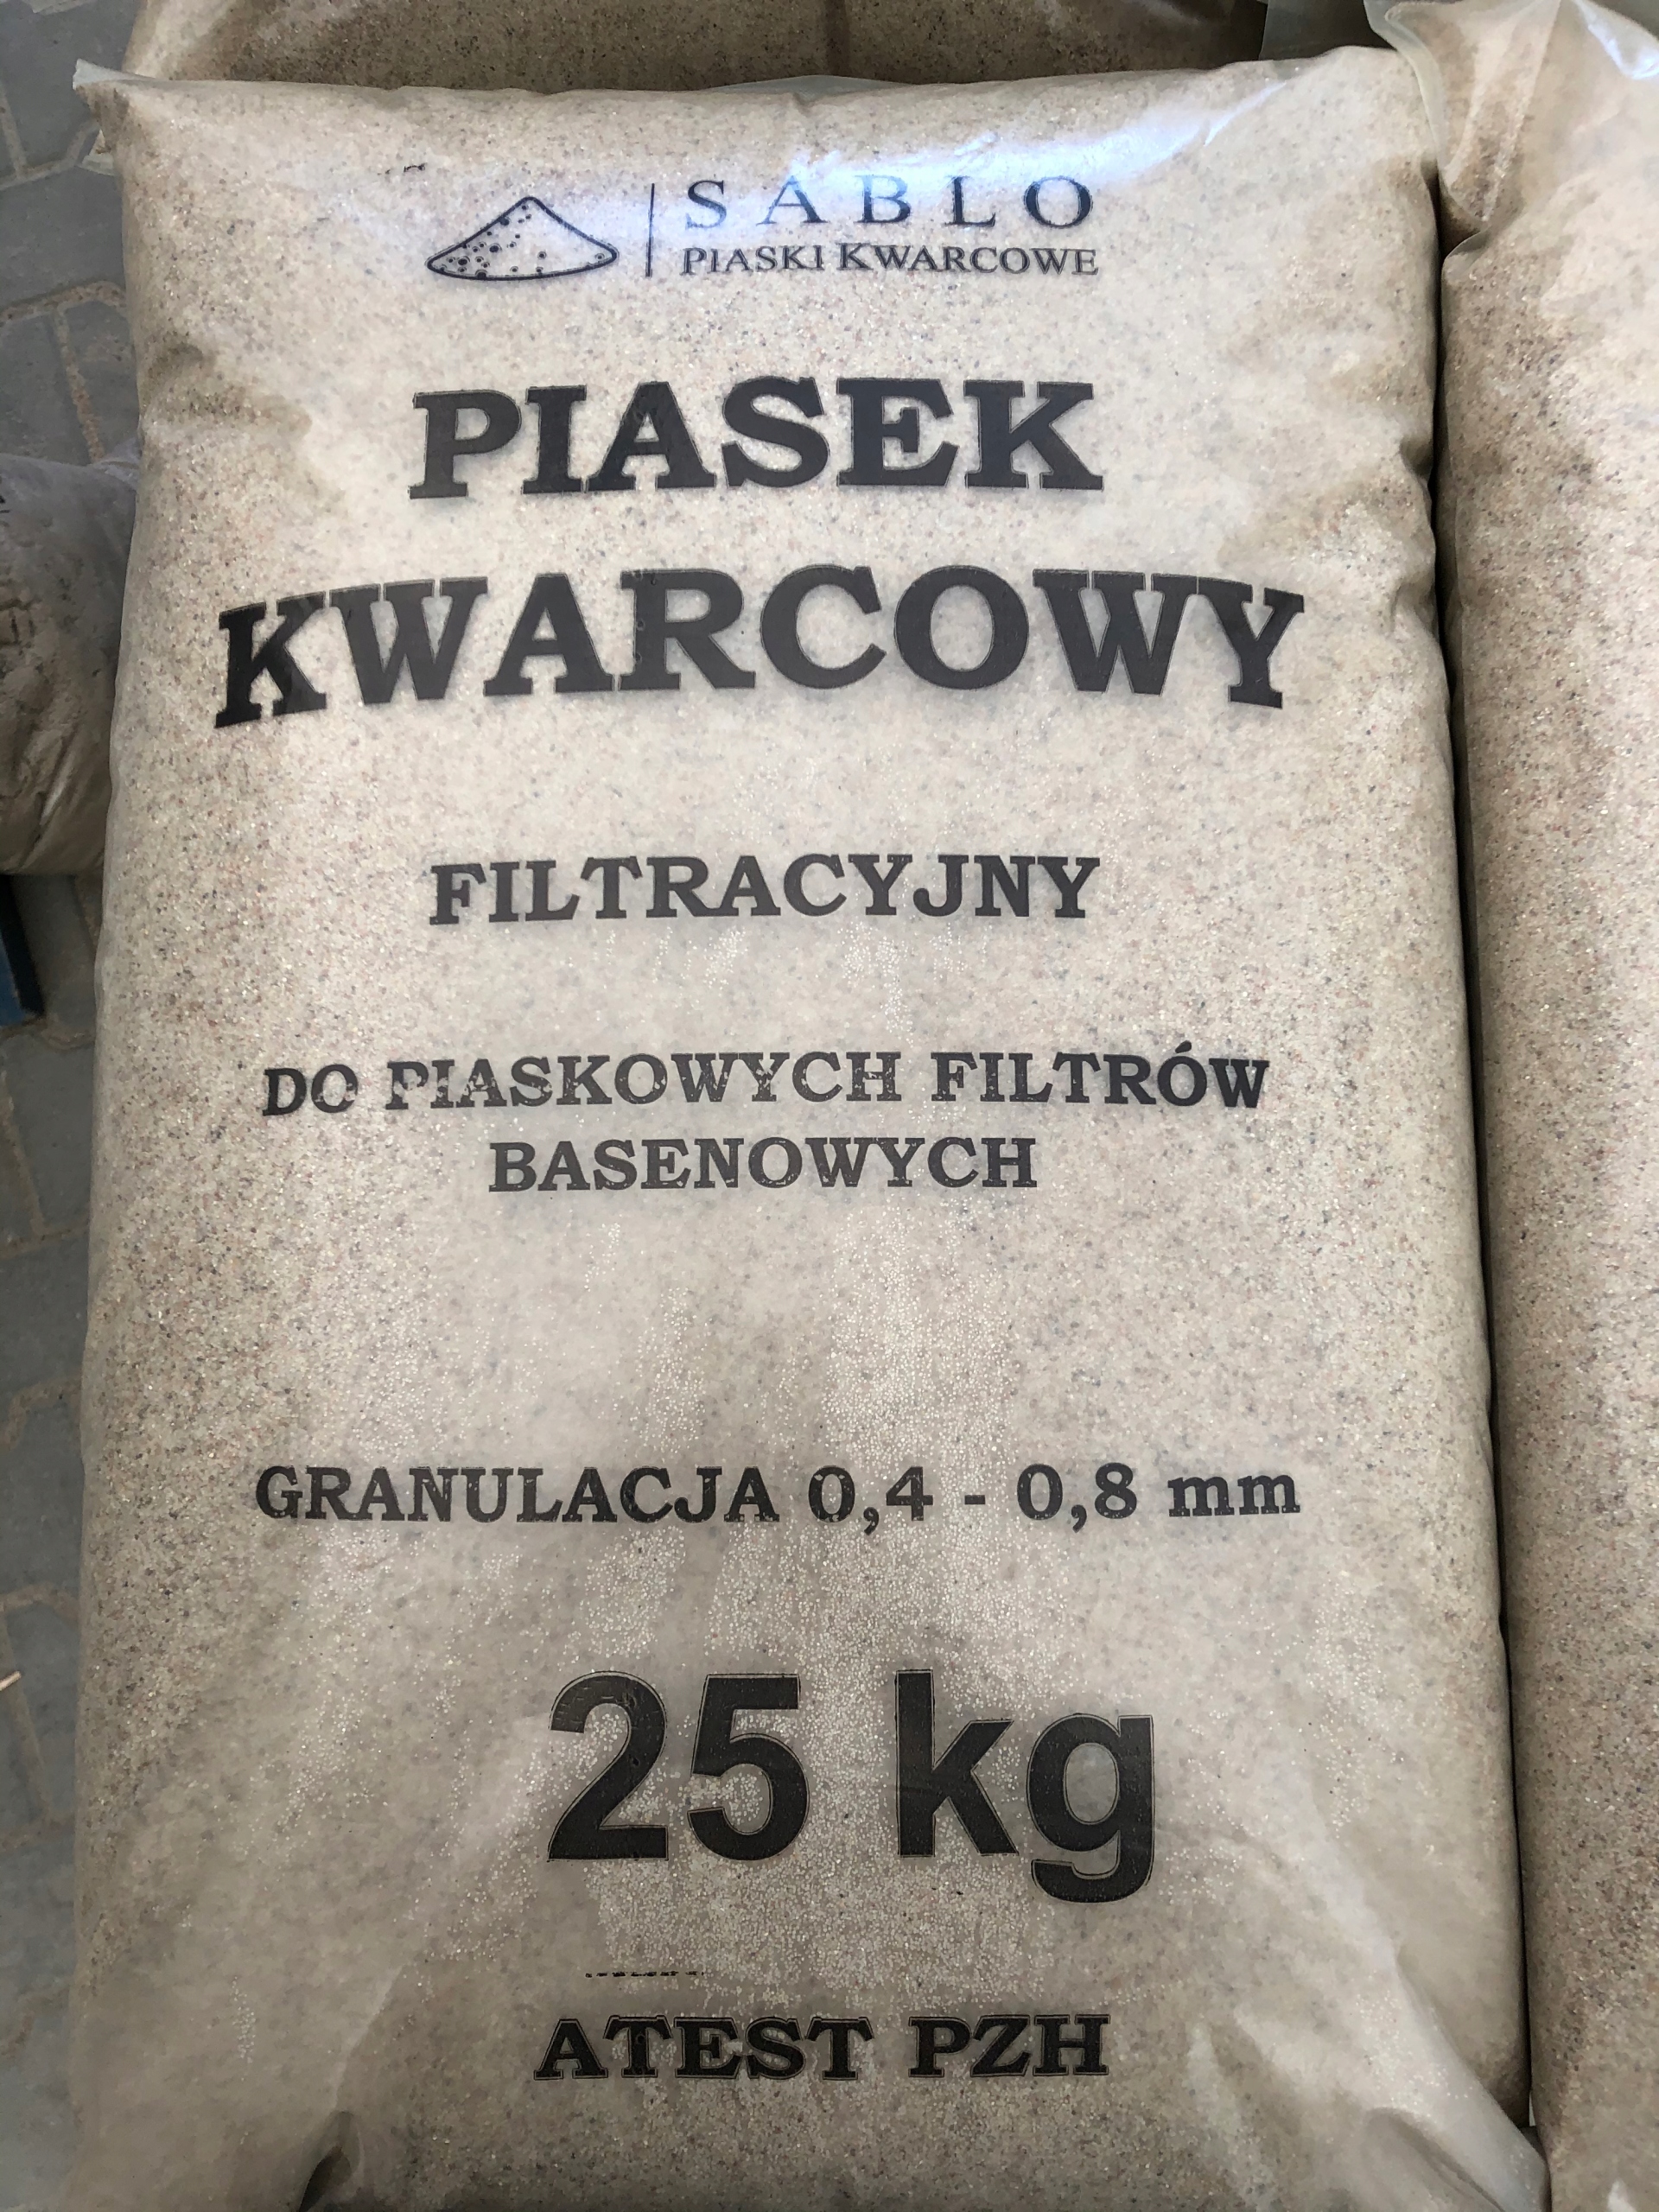 SABLO
PIASKI KWARCOWE
PIASEK
KWARCOWY
FILTRACYJNY
DO PIASKOWYCH FILTRÓW
BASENOWYCH
GRANULACJA 0,4 - 0,8 mm
25 kg
ATEST PZH